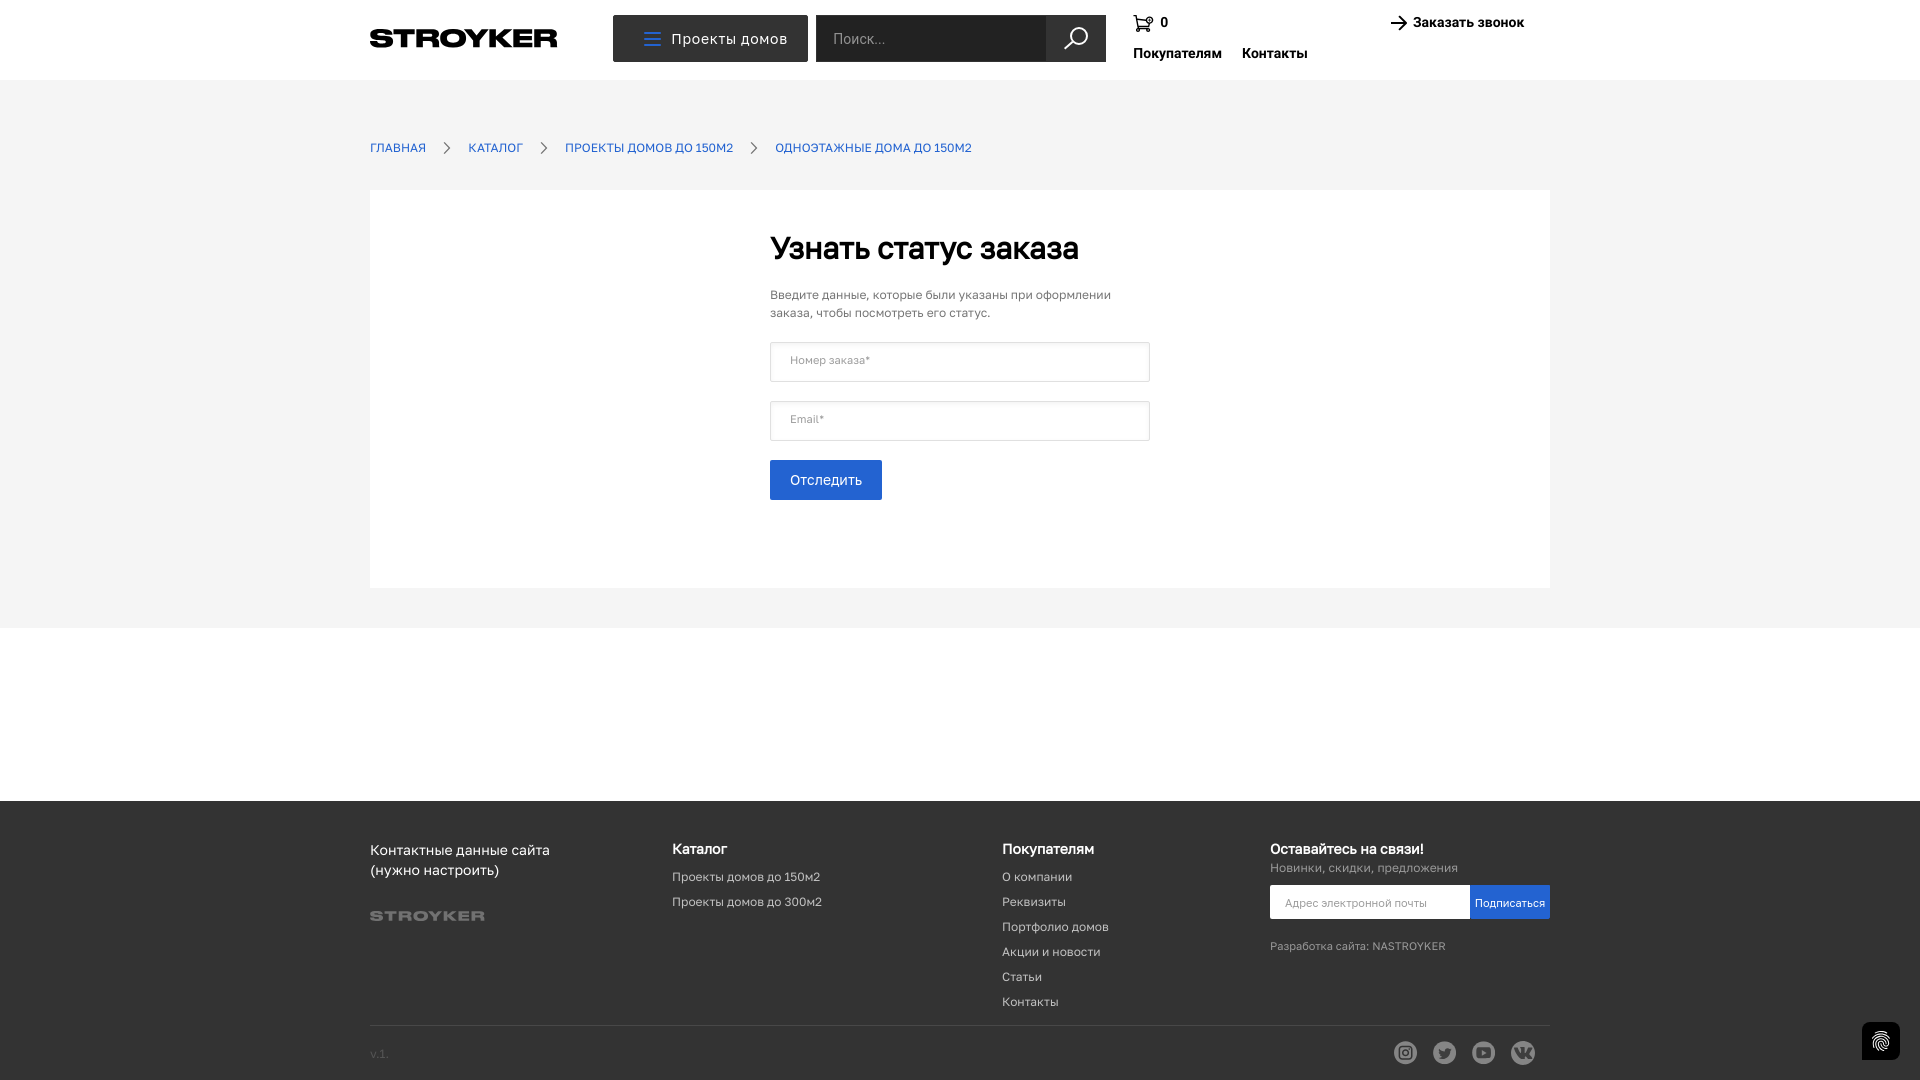 STROYKER
Проекты домов
Поиск...
0
Заказать звонок
Покупателям
Контакты
ГЛАВНАЯ
КАТАЛОГ
ПРОЕКТЫ ДОМОВ ДО 150М2
ОДНОЭТАЖНЫЕ ДОМА ДО 150М2
Узнать статус заказа
Введите данные, которые были указаны при оформлении
заказа, чтобы посмотреть его статус.
Номер заказа*
Email*
Отследить
Контактные данные сайта
(нужно настроить)
STROYKER
Каталог
Проекты домов до 150м2
Проекты домов до 300м2
Покупателям
О компании
Реквизиты
Портфолио домов
Акции и новости
Статьи
Контакты
Оставайтесь на связи!
Новинки, скидки, предложения
Адрес электронной почты
Подписаться
Разработка сайта: NASTROYKER
v.1.